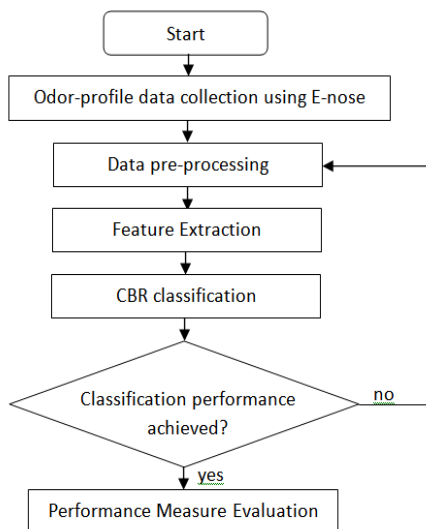 Start
Odor-profile data collection using E-nose
Data pre-processing
Feature Extraction
CBR classification
Classification performance
achieved?
no
yes
Performance Measure Evaluation